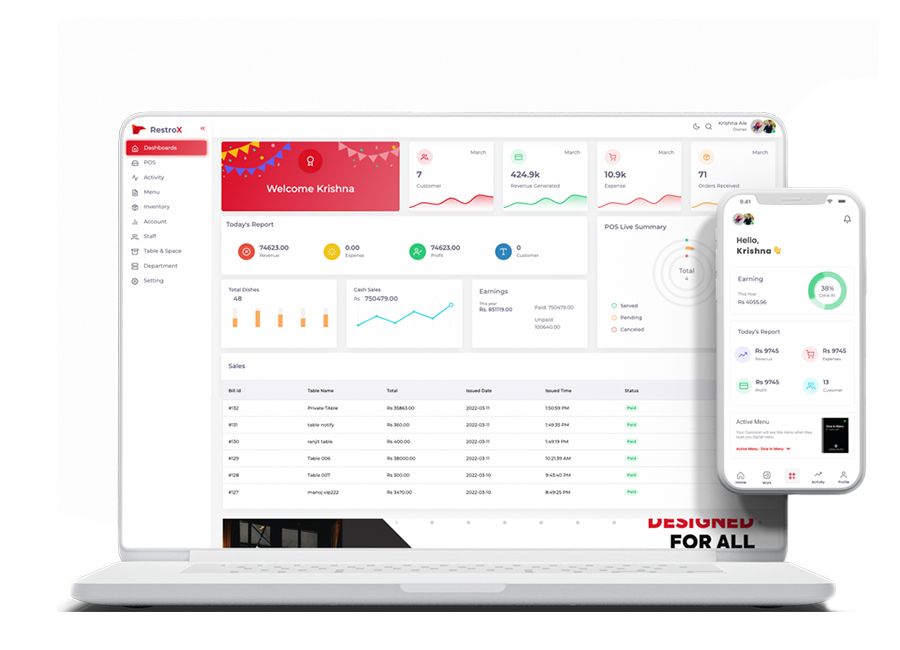 RestroX
Dashboards
POS
Activity
Menu
Inventory
Account
Staff
Table & Space
Department
Setting
Krishna Ale
Owner
Welcome Krishna
March
7
Customer
March
424.9k
Revenue Generated
March
10.9k
Expense
March
71
Orders Received
Today's Report
74623.00
Revenue
0.00
Expense
74623.00
Profit
0
Customer
POS Live Summary
Total
4
Served
Pending
Canceled
Total Dishes
48
Cash Sales
Rs 750479.00
Earnings
This year
Rs. 851119.00
Paid: 750479.00
Unpaid:
100640.00
Sales
Bill Id Table Name Total Issued Date Issued Time Status
#132 Private TAble Rs 35863.00 2022-03-11 1:50:59 PM Paid
#131 table notify Rs 360.00 2022-03-11 1:49:35 PM Paid
#130 ranjit table Rs 400.00 2022-03-11 1:49:19 PM Paid
#129 Table 006 Rs 38000.00 2022-03-11 10:21:39 AM Paid
#128 Table 007 Rs 300.00 2022-03-10 9:43:40 PM Paid
#127 manoj vip222 Rs 3470.00 2022-03-10 8:49:25 PM Paid
DESIGNED
FOR ALL
9:41
Hello,
Krishna
Earning
This Year
Rs 4055.56
38%
Dine IN
Today's Report
Rs 9745
Revenue
Rs 9745
Expenses
Rs 9745
Profit
13
Customer
Active Menu
Your Customer will see this menu when they
scan you digital menu
Active Menu : Dine In Menu
Dine In Menu
Home
Story
Activity
Profile